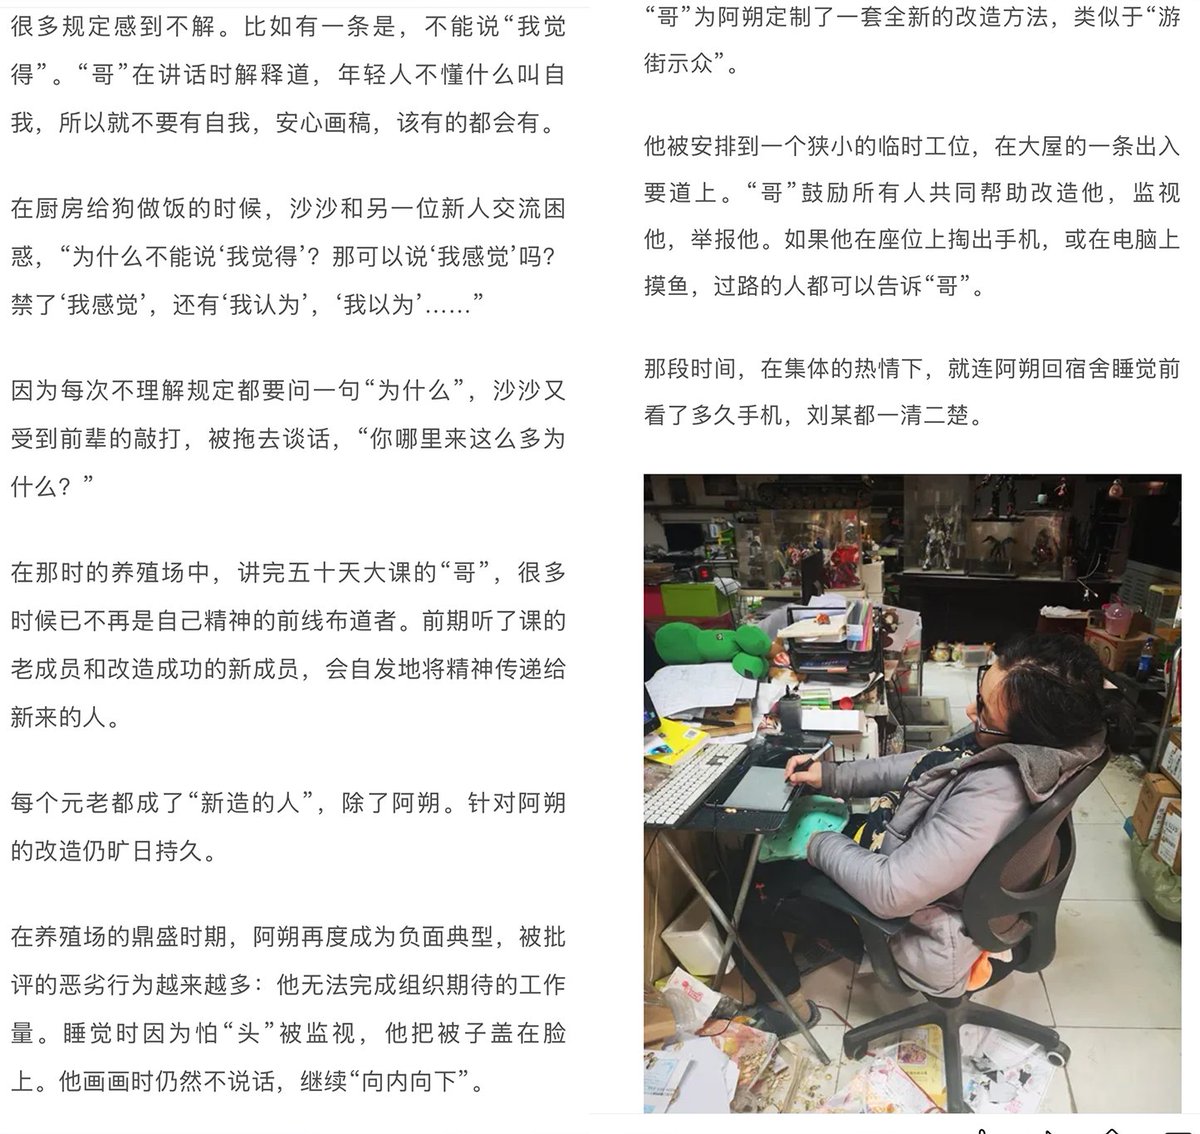 很多规定感到不解。比如有一条是，不能说“我觉
得”。“哥”在讲话时解释道，年轻人不懂什么叫自
我，所以就不要有自我，安心画稿，该有的都会有。
在厨房给狗做饭的时候，沙沙和另一位新人交流困
惑，“为什么不能说‘我觉得’？那可以说‘我感觉’吗？
禁了‘我感觉’，还有‘我认为’，‘我以为’……”
因为每次不理解规定都要问一句“为什么”，沙沙又
受到前辈的敲打，被拖去谈话，“你哪里来这么多为
什么？”
在那时的养殖场中，讲完五十天大课的“哥”，很多
时候已不再是自己精神的前线布道者。前期听了课的
老成员和改造成功的新成员，会自发地将精神传递给
新来的人。
每个元老都成了“新造的人”，除了阿朔。针对阿朔
的改造仍旷日持久。
在养殖场的鼎盛时期，阿朔再度成为负面典型，被批
评的恶劣行为越来越多：他无法完成组织期待的工作
量。睡觉时因为怕“头”被监视，他把被子盖在脸
上。他画画时仍然不说话，继续“向内向下”。
“哥”为阿朔定制了一套全新的改造方法，类似于“游
街示众”。
他被安排到一个狭小的临时工位，在大屋的一条出入
要道上。“哥”鼓励所有人共同帮助改造他，监视
他，举报他。如果他在座位上掏出手机，或在电脑上
摸鱼，过路的人都可以告诉“哥”。
那段时间，在集体的热情下，就连阿朔回宿舍睡觉前
看了多久手机，刘某都一清二楚。